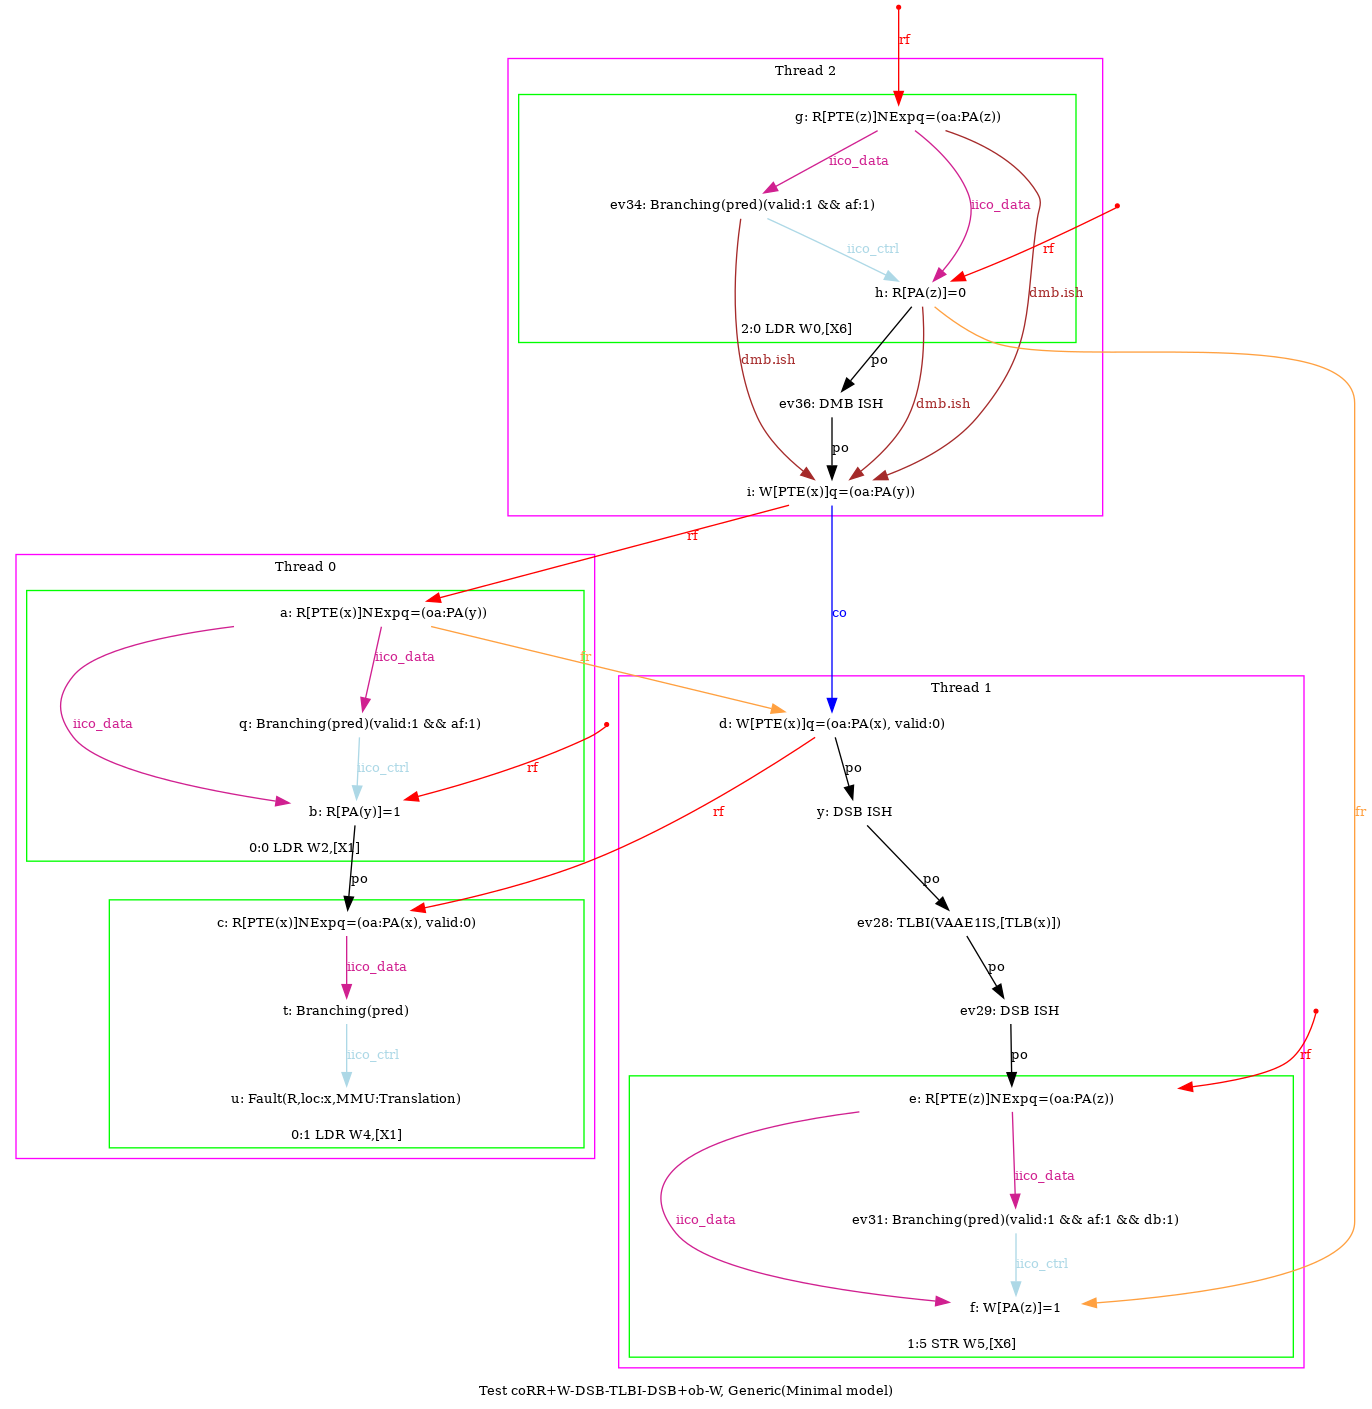 rf
Thread 2
g: R[PTE(z)]NExpq=(oa:PA(z))
iico_data
ev34: Branching(pred)(valid:1 && af:1)
iico_data
iico_ctrl
rf
h: R[PA(z)]=0
dmb.ish
2:0 LDR W0,[X6]
dmb.ish
po
ev36: DMB ISH
dmb.ish
po
i: W[PTE(x)]q=(oa:PA(y))
rf
Thread 0
a: R[PTE(x)]NExpq=(oa:PA(y))
co
iico_data
fr
Thread 1
iico_data
q: Branching(pred)(valid:1 && af:1)
d: W[PTE(x)]q=(oa:PA(x), valid:0)
iico_ctrl
rf
po
b: R[PA(y)]=1
rf
y: DSB ISH
fr
0:0 LDR W2,[X1]
po
po
c: R[PTE(x)]NExpq=(oa:PA(x), valid:0)
ev28: TLBI(VAAE1IS,[TLB(x)])
iico_data
po
t: Branching(pred)
ev29: DSB ISH
iico_ctrl
po
rf
u: Fault(R,loc:x,MMU:Translation)
e: R[PTE(z)]NExpq=(oa:PA(z))
0:1 LDR W4,[X1]
iico_data
iico_data
ev31: Branching(pred)(valid:1 && af:1 && db:1)
iico_ctrl
f: W[PA(z)]=1
1:5 STR W5,[X6]
Test coRR+W-DSB-TLBI-DSB+ob-W, Generic(Minimal model)